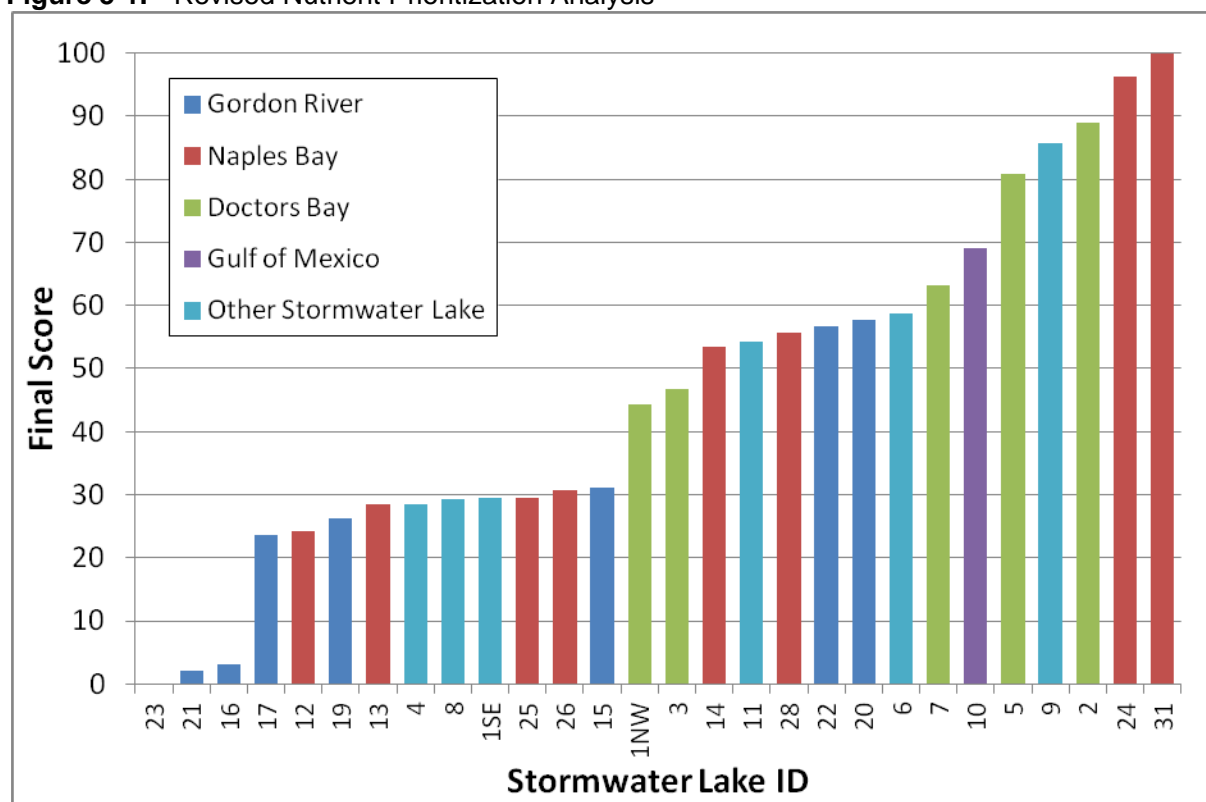 Figure 3-4. Revised Nutrient Prioritization Analysis
100
90
80
70
60
50
40
30
20
10
0
Final Score
Gordon River
Naples Bay
Doctors Bay
Gulf of Mexico
Other Stormwater Lake
23 21 16 17 12 19 13 4 8 1SE 25 26 15 1NW 3 14 11 28 22 20 6 7 10 5 9 2 24 31
Stormwater Lake ID